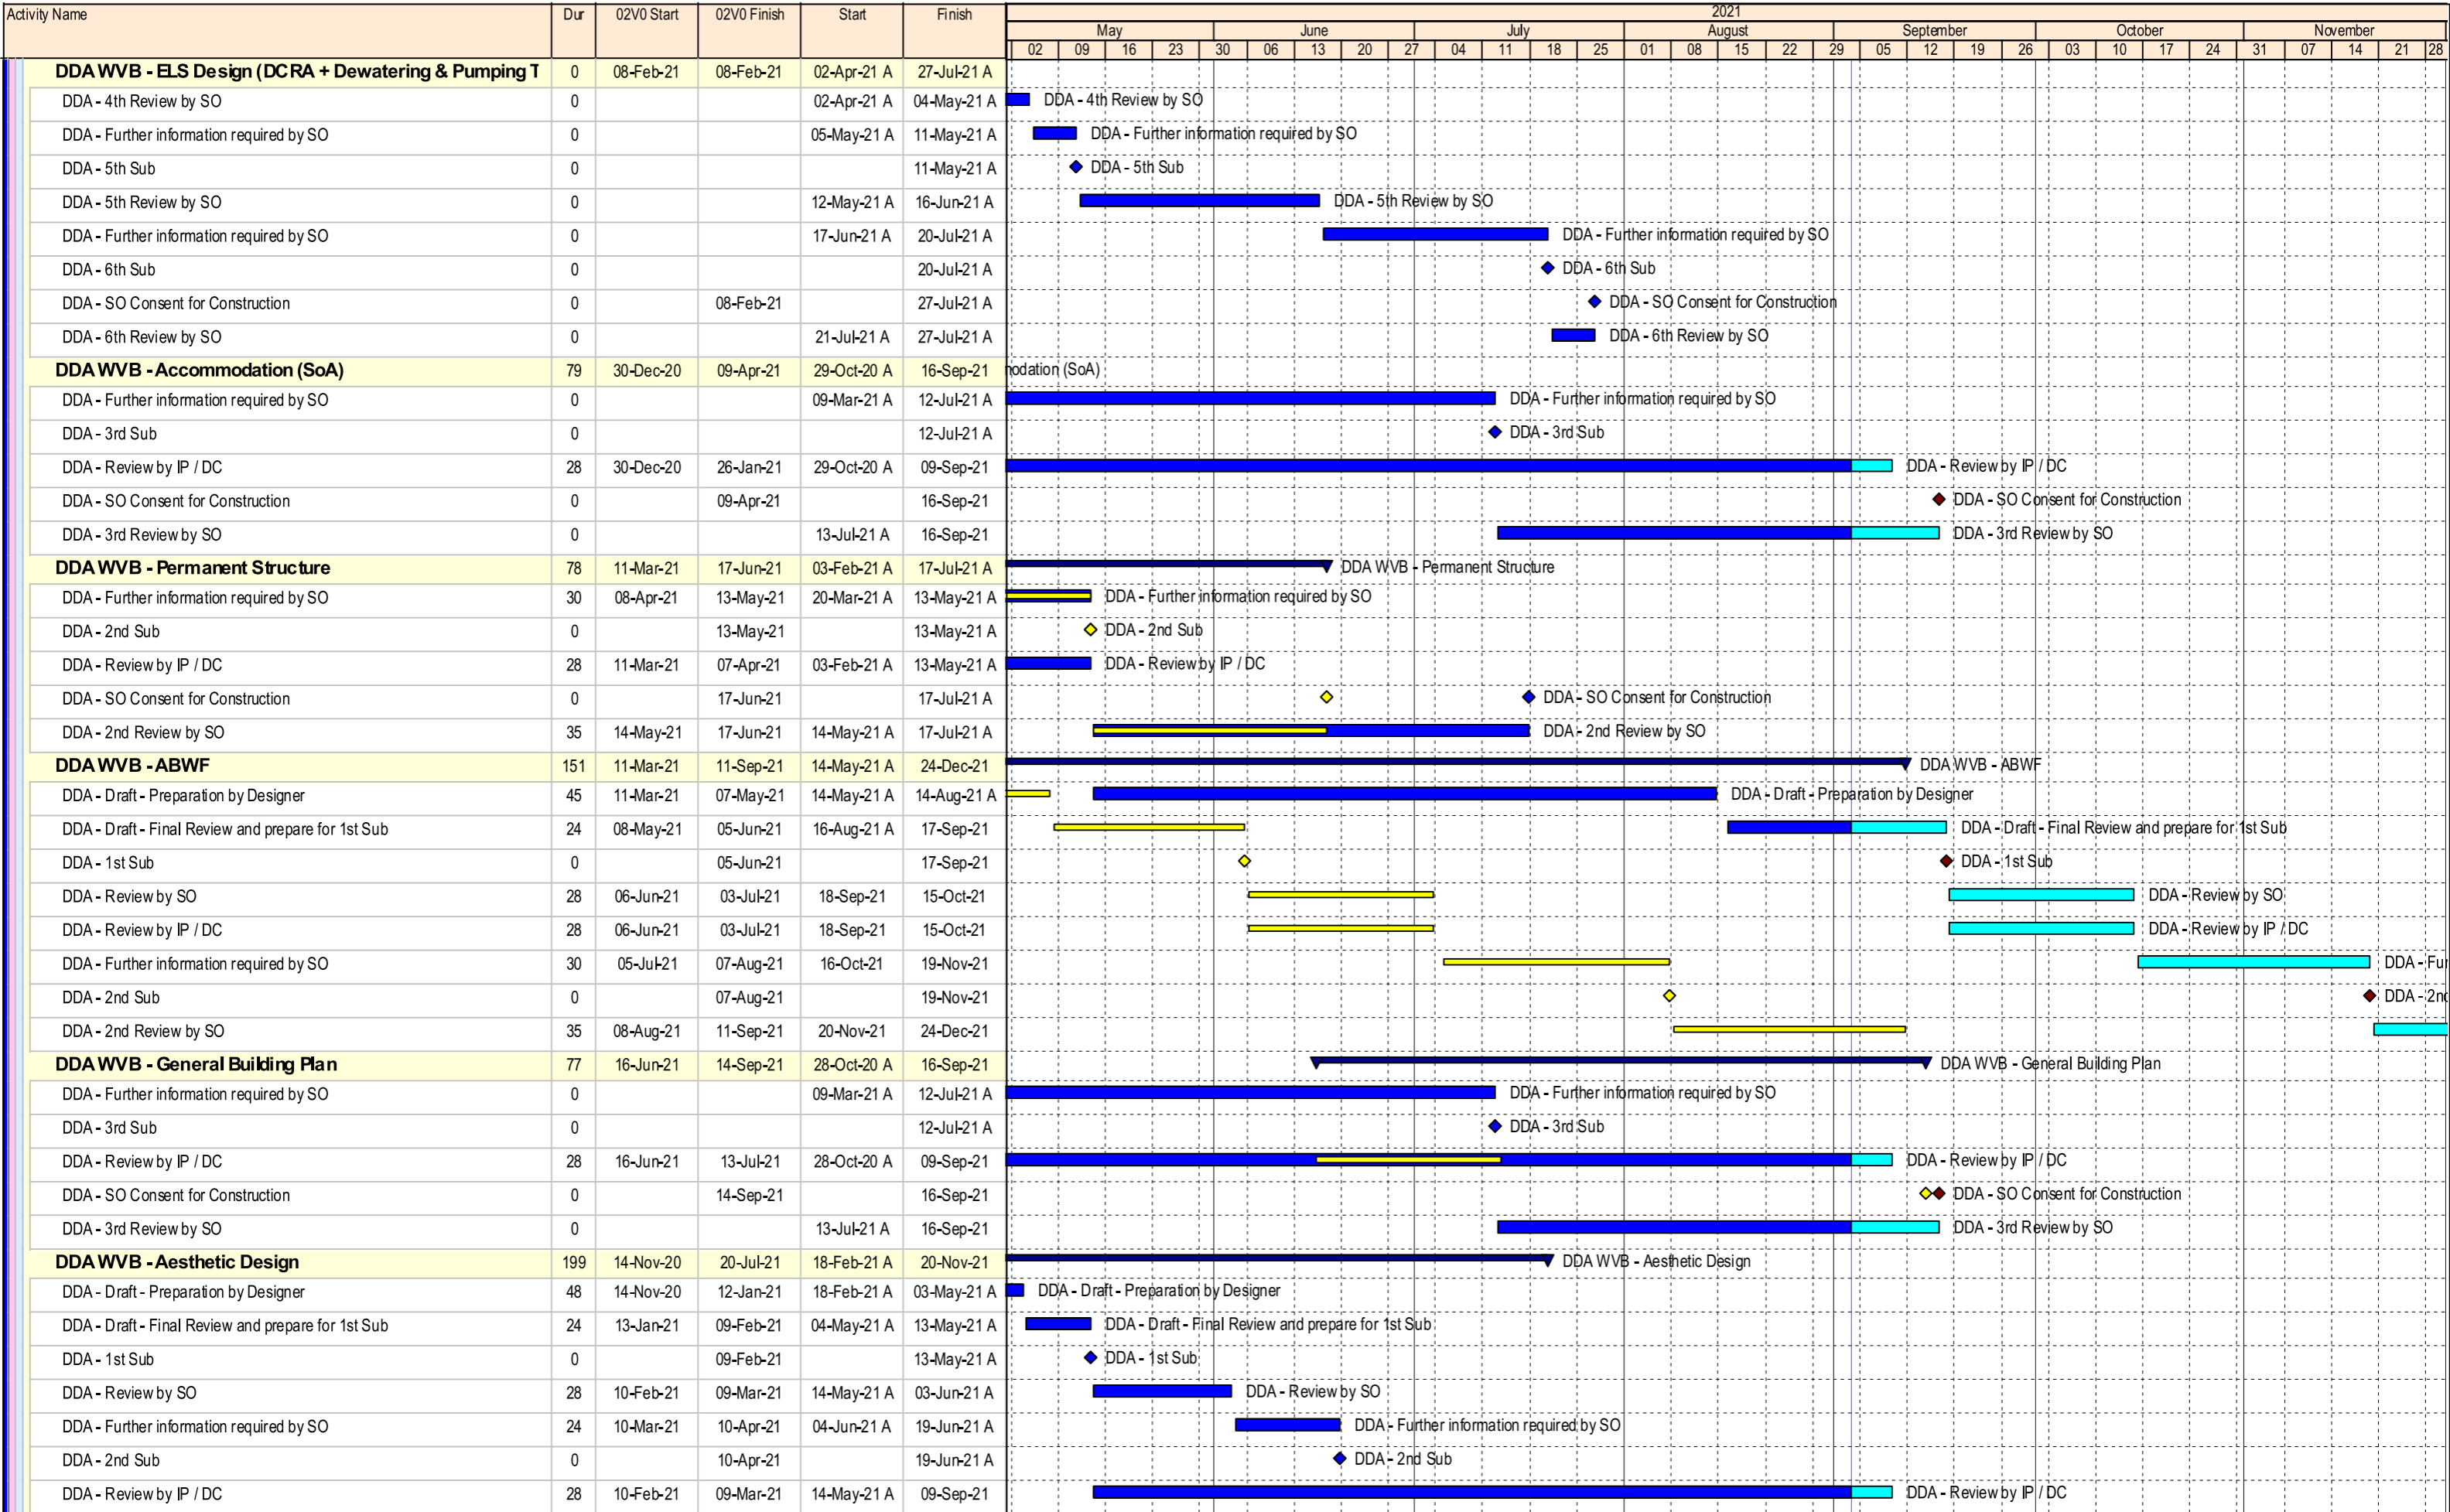 Activity Name Dur 02V0 Start 02V0 Finish Start Finish 2021
May June July August September October November
02 09 16 23 30 06 13 20 27 04 11 18 25 01 08 15 22 29 05 12 19 26 03 10 17 24 31 07 14 21 28
DDA WVB - ELS Design (DCRA + Dewatering & Pumping T 0 08-Feb-21 08-Feb-21 02-Apr-21 A 27-Jul-21 A
DDA - 4th Review by SO 0 02-Apr-21 A 04-May-21 A DDA - 4th Review by SO
DDA - Further information required by SO 0 05-May-21 A 11-May-21 A DDA - Further information required by SO
DDA - 5th Sub 0 11-May-21 A DDA - 5th Sub
DDA - 5th Review by SO 0 12-May-21 A 16-Jun-21 A DDA - 5th Review by SO
DDA - Further information required by SO 0 17-Jun-21 A 20-Jul-21 A DDA - Further information required by SO
DDA - 6th Sub 0 20-Jul-21 A DDA - 6th Sub
DDA - SO Consent for Construction 0 08-Feb-21 27-Jul-21 A DDA - SO Consent for Construction
DDA - 6th Review by SO 0 21-Jul-21 A 27-Jul-21 A DDA - 6th Review by SO
DDA WVB - Accommodation (SoA) 79 30-Dec-20 09-Apr-21 29-Oct-20 A 16-Sep-21 nodation (SoA)
DDA - Further information required by SO 0 09-Mar-21 A 12-Jul-21 A DDA - Further information required by SO
DDA - 3rd Sub 0 12-Jul-21 A DDA - 3rd Sub
DDA - Review by IP / DC 28 30-Dec-20 26-Jan-21 29-Oct-20 A 09-Sep-21 DDA - Review by IP / DC
DDA - SO Consent for Construction 0 09-Apr-21 16-Sep-21 DDA - SO Consent for Construction
DDA - 3rd Review by SO 0 13-Jul-21 A 16-Sep-21 DDA - 3rd Review by SO
DDA WVB - Permanent Structure 78 11-Mar-21 17-Jun-21 03-Feb-21 A 17-Jul-21 A DDA WVB - Permanent Structure
DDA - Further information required by SO 30 08-Apr-21 13-May-21 20-Mar-21 A 13-May-21 A DDA - Further information required by SO
DDA - 2nd Sub 0 13-May-21 13-May-21 A DDA - 2nd Sub
DDA - Review by IP / DC 28 11-Mar-21 07-Apr-21 03-Feb-21 A 13-May-21 A DDA - Review by IP / DC
DDA - SO Consent for Construction 0 17-Jun-21 17-Jul-21 A DDA - SO Consent for Construction
DDA - 2nd Review by SO 35 14-May-21 17-Jun-21 14-May-21 A 17-Jul-21 A DDA - 2nd Review by SO
DDA WVB - ABWF 151 11-Mar-21 11-Sep-21 14-May-21 A 24-Dec-21 DDA WVB - ABWF
DDA - Draft - Preparation by Designer 45 11-Mar-21 07-May-21 14-May-21 A 14-Aug-21 A DDA - Draft - Preparation by Designer
DDA - Draft - Final Review and prepare for 1st Sub 24 08-May-21 05-Jun-21 16-Aug-21 A 17-Sep-21 DDA - Draft - Final Review and prepare for 1st Sub
DDA - 1st Sub 0 05-Jun-21 17-Sep-21 DDA - 1st Sub
DDA - Review by SO 28 06-Jun-21 03-Jul-21 18-Sep-21 15-Oct-21 DDA - Review by SO
DDA - Review by IP / DC 28 06-Jun-21 03-Jul-21 18-Sep-21 15-Oct-21 DDA - Review by IP / DC
DDA - Further information required by SO 30 05-Jul-21 07-Aug-21 16-Oct-21 19-Nov-21 DDA - Fur
DDA - 2nd Sub 0 07-Aug-21 19-Nov-21 DDA - 2nd
DDA - 2nd Review by SO 35 08-Aug-21 11-Sep-21 20-Nov-21 24-Dec-21
DDA WVB - General Building Plan 77 16-Jun-21 14-Sep-21 28-Oct-20 A 16-Sep-21 DDA WVB - General Building Plan
DDA - Further information required by SO 0 09-Mar-21 A 12-Jul-21 A DDA - Further information required by SO
DDA - 3rd Sub 0 12-Jul-21 A DDA - 3rd Sub
DDA - Review by IP / DC 28 16-Jun-21 13-Jul-21 28-Oct-20 A 09-Sep-21 DDA - Review by IP / DC
DDA - SO Consent for Construction 0 14-Sep-21 16-Sep-21 DDA - SO Consent for Construction
DDA - 3rd Review by SO 0 13-Jul-21 A 16-Sep-21 DDA - 3rd Review by SO
DDA WVB - Aesthetic Design 199 14-Nov-20 20-Jul-21 18-Feb-21 A 20-Nov-21 DDA WVB - Aesthetic Design
DDA - Draft - Preparation by Designer 48 14-Nov-20 12-Jan-21 18-Feb-21 A 03-May-21 A DDA - Draft - Preparation by Designer
DDA - Draft - Final Review and prepare for 1st Sub 24 13-Jan-21 09-Feb-21 04-May-21 A 13-May-21 A DDA - Draft - Final Review and prepare for 1st Sub
DDA - 1st Sub 0 09-Feb-21 13-May-21 A DDA - 1st Sub
DDA - Review by SO 28 10-Feb-21 09-Mar-21 14-May-21 A 03-Jun-21 A DDA - Review by SO
DDA - Further information required by SO 24 10-Mar-21 10-Apr-21 04-Jun-21 A 19-Jun-21 A DDA - Further information required by SO
DDA - 2nd Sub 0 10-Apr-21 19-Jun-21 A DDA - 2nd Sub
DDA - Review by IP / DC 28 10-Feb-21 09-Mar-21 14-May-21 A 09-Sep-21 DDA - Review by IP / DC